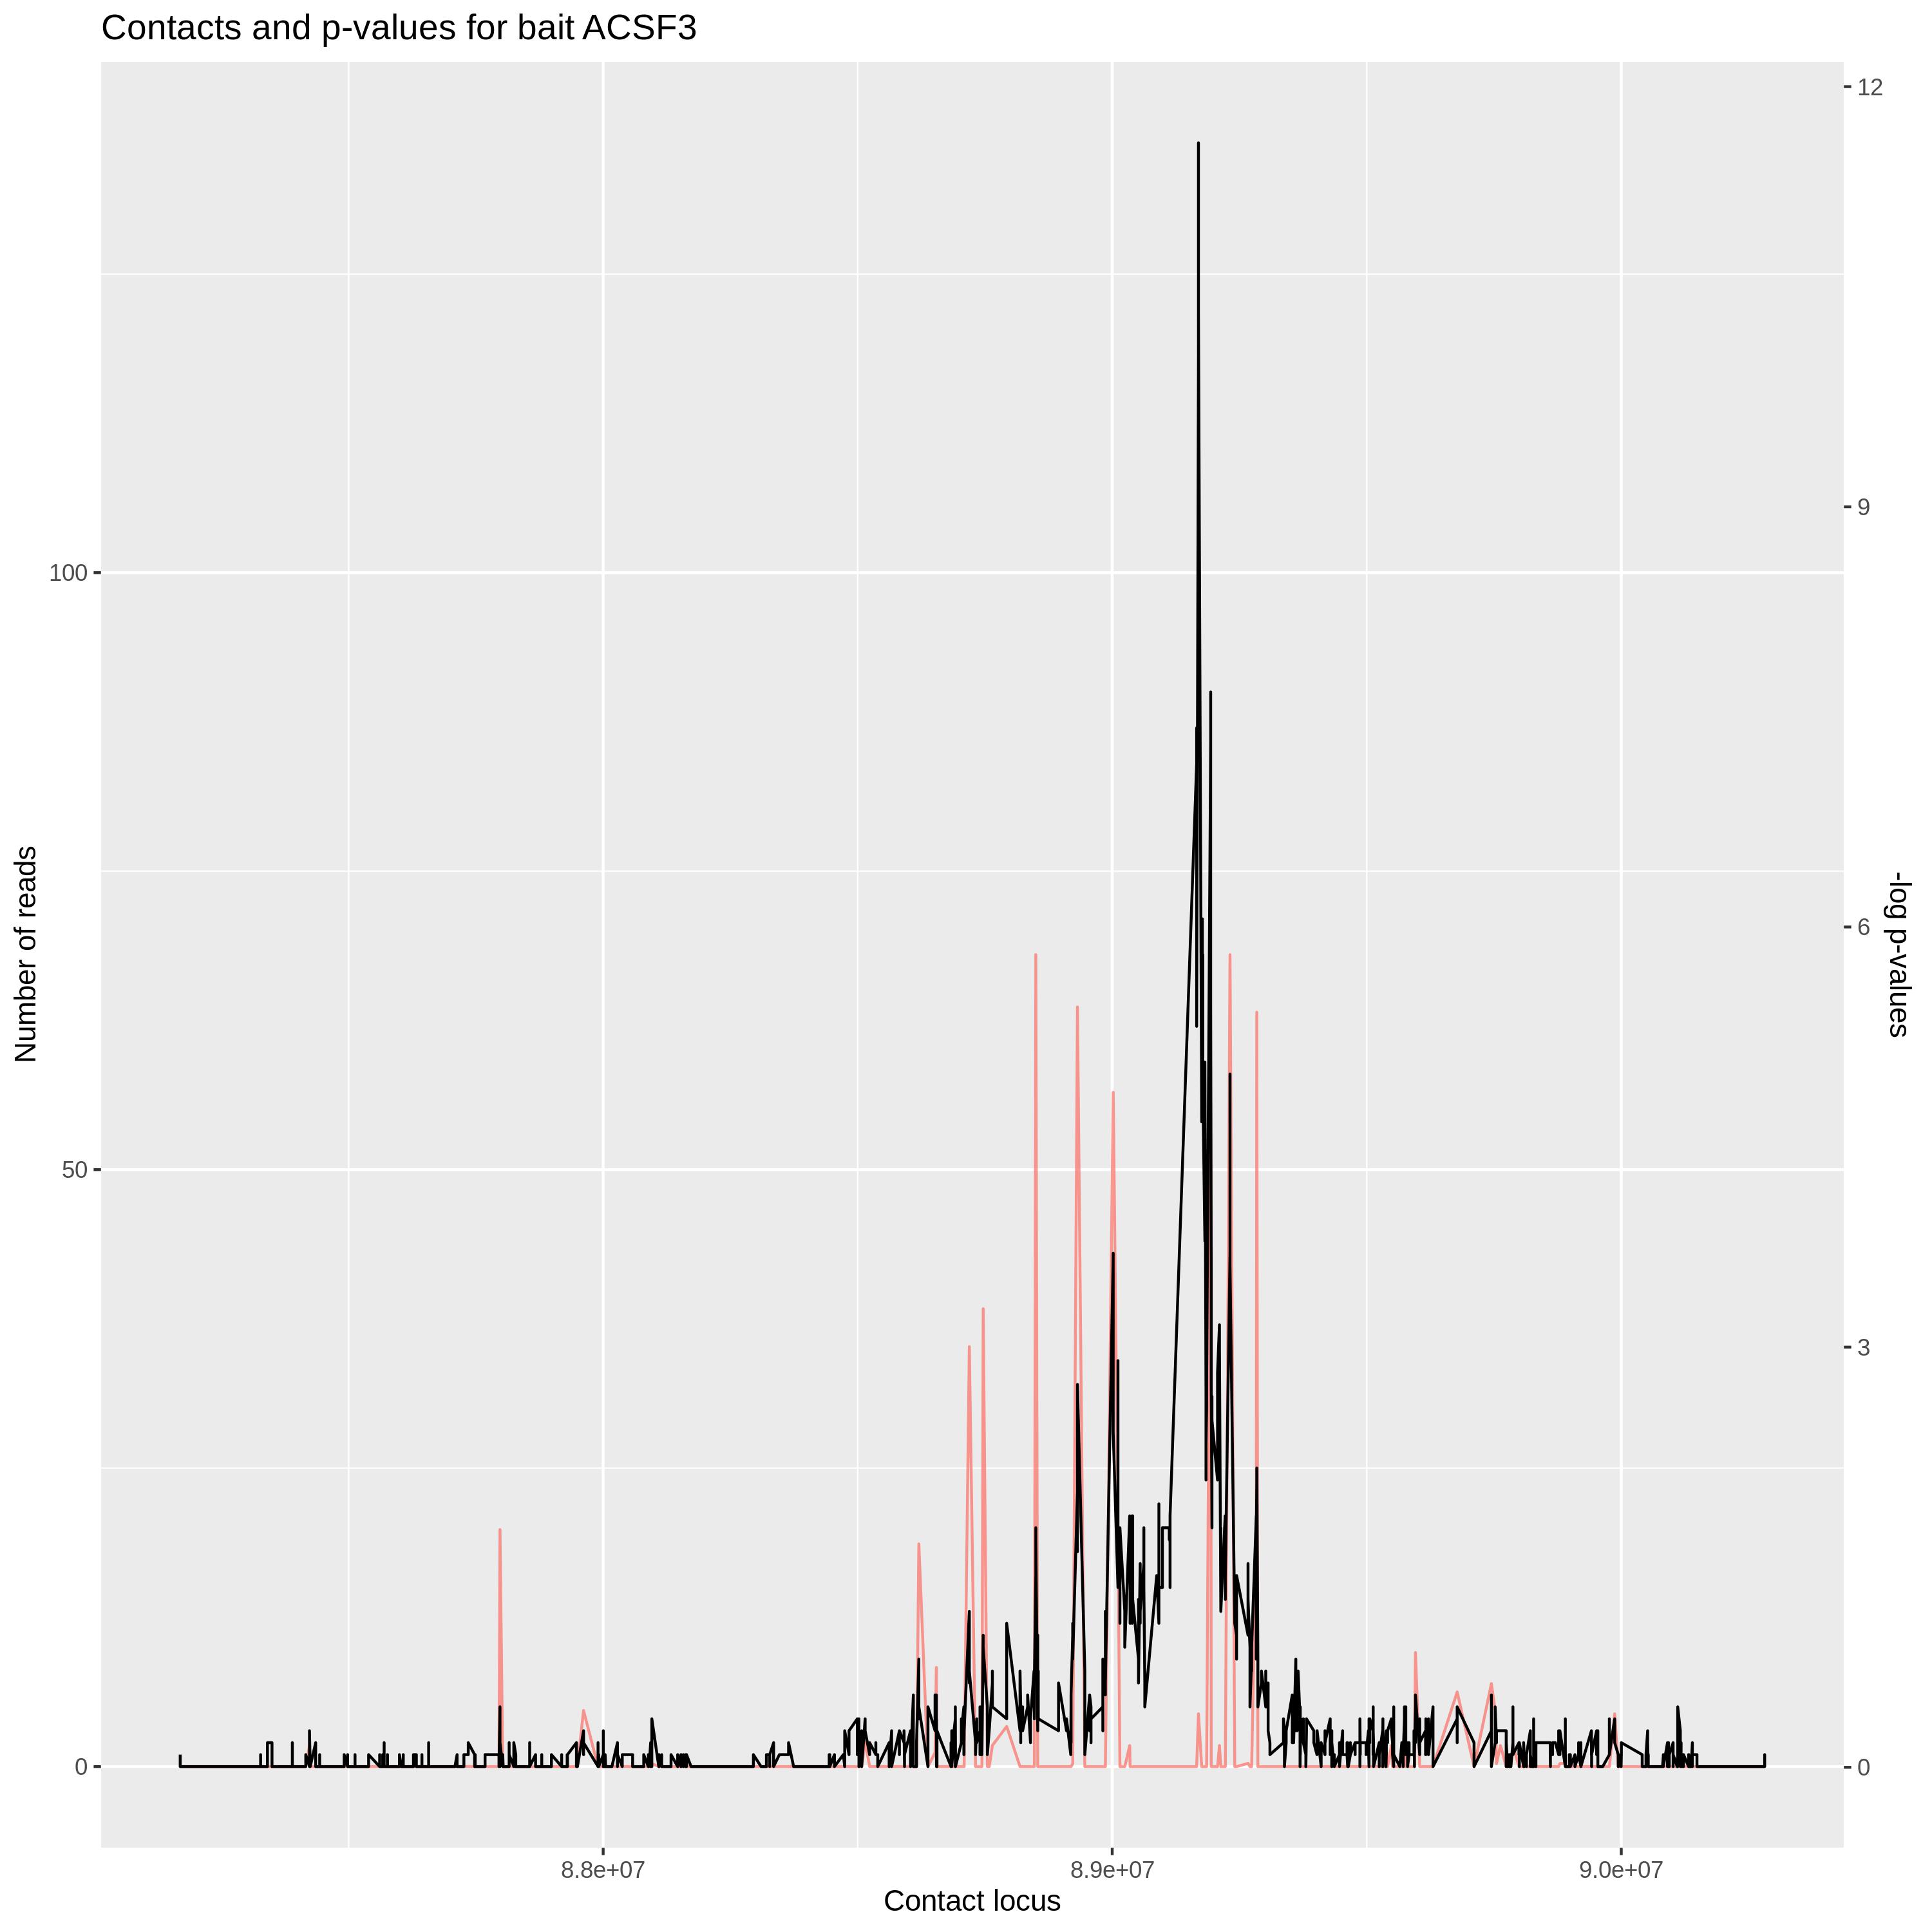 Contacts and p-values for bait ACSF3
12
9
100
6
Number of reads
-log p-values
50
3
0
0
8.8e+07
8.9e+07
9.0e+07
Contact locus